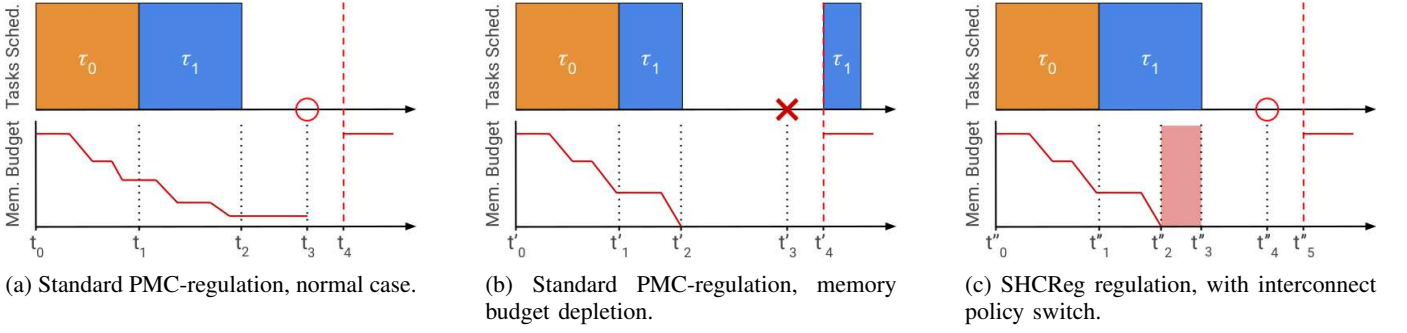 Tasks Sched.
τ0
τ1
Mem. Budget
t0
t1
t2
t3
t4
(a) Standard PMC-regulation, normal case.
Tasks Sched.
τ0
τ1
τ1
Mem. Budget
t'0
t'1
t'2
t'3
t'4
(b) Standard PMC-regulation, memory
budget depletion.
Tasks Sched.
τ0
τ1
Mem. Budget
t"0
t"1
t"2
t"3
t"4
t"5
(c) SHCReg regulation, with interconnect
policy switch.